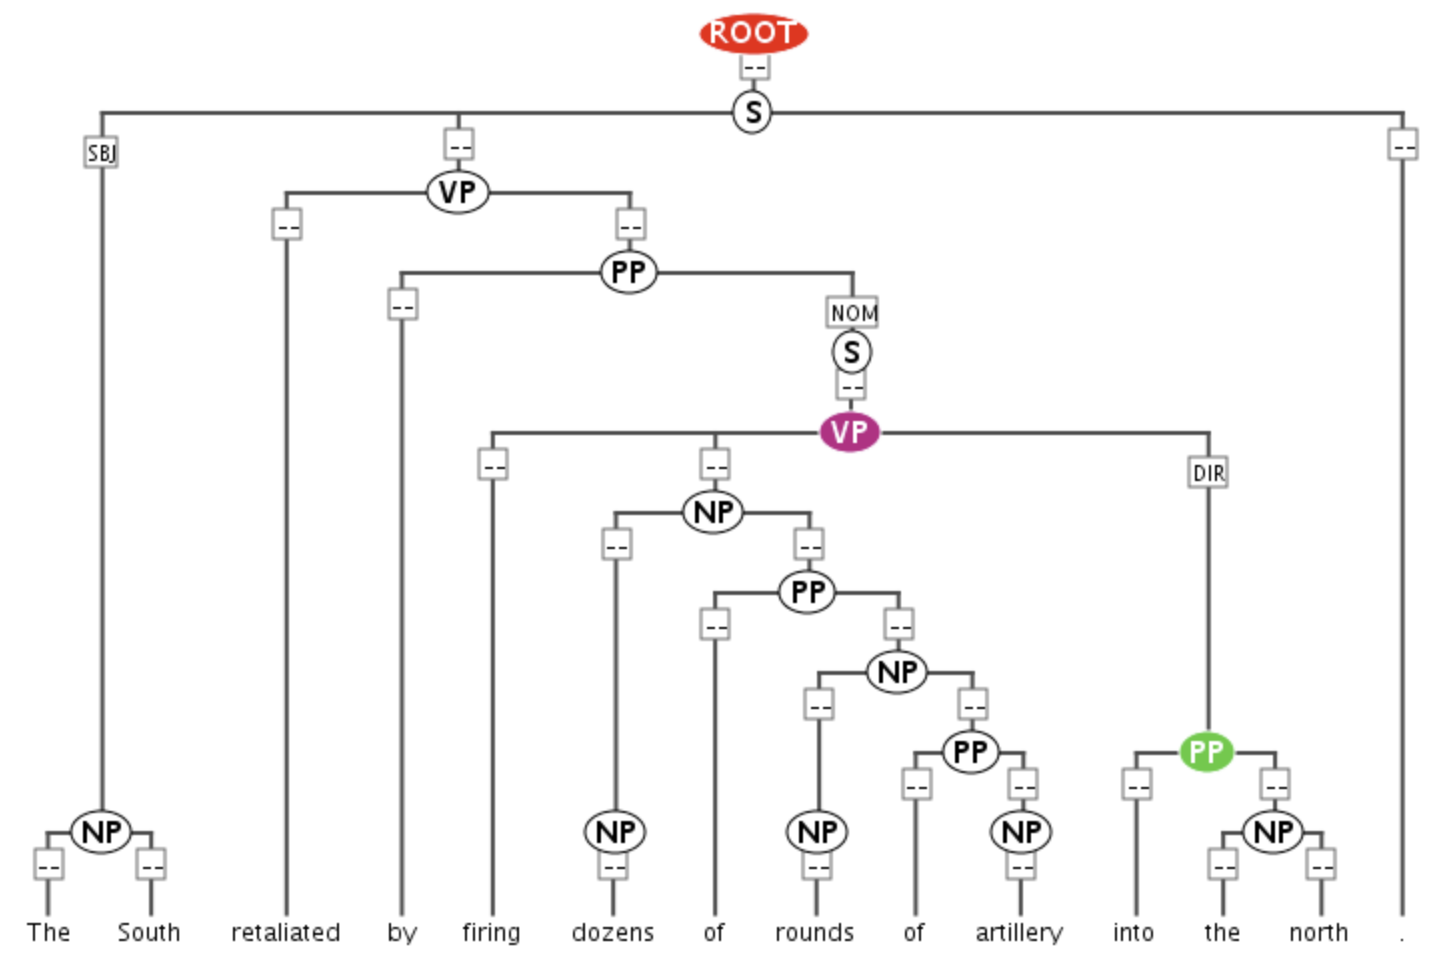 ROOT
--
S
SBJ -- --
VP
-- --
PP
-- NOM
S
--
VP
-- -- DIR
NP
-- --
PP
-- --
NP
-- --
PP PP
-- -- -- --
NP NP NP NP NP
-- -- -- -- -- -- --
The South retaliated by firing dozens of rounds of artillery into the north .